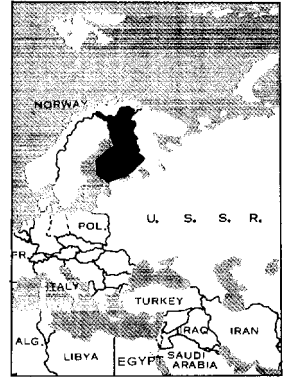 NORWAY
U. S. S. R.
POL.
FR.
ITALY
TURKEY
IRAQ
IRAN
ALG.
LIBYA
EGYPT
SAUDI
ARABIA